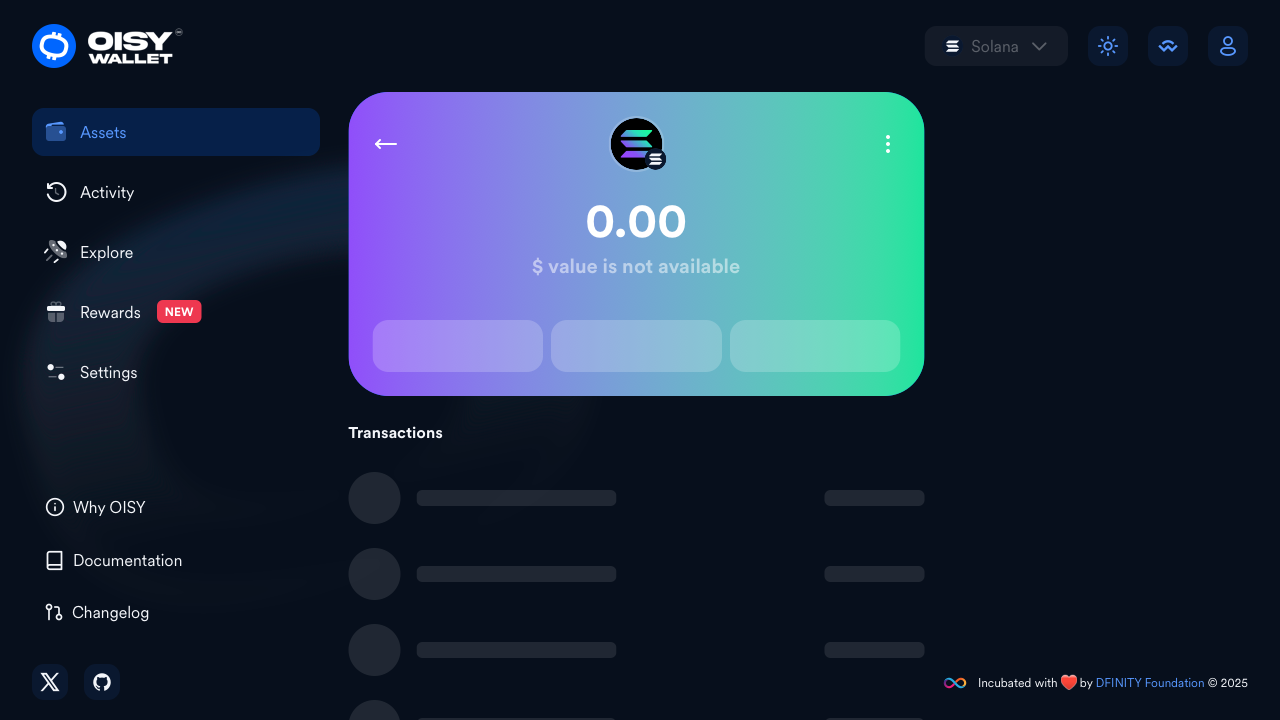 OISY
WALLET
Solana
Assets
Activity
Explore
Rewards NEW
Settings
Why OISY
Documentation
Changelog
0.00
$ value is not available
Transactions
Incubated with ❤️ by DFINITY Foundation © 2025